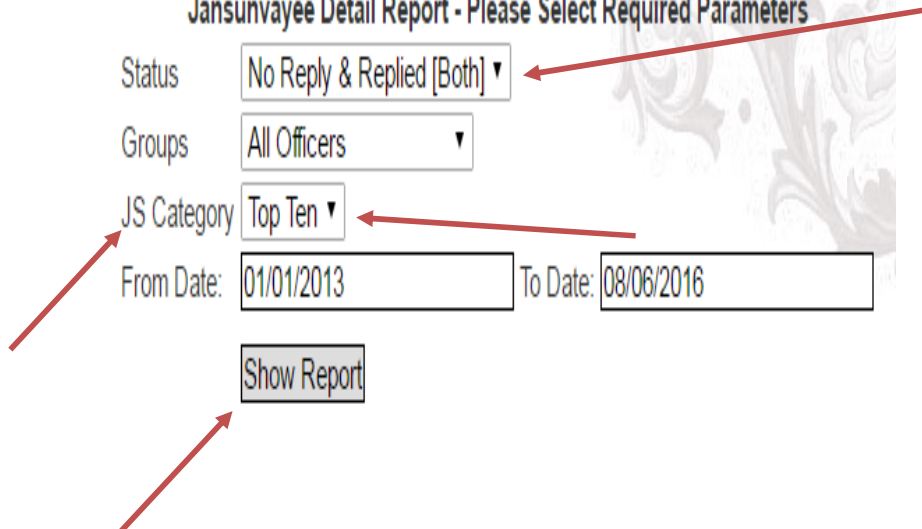 Jansunvayee Detail Report - Please Select Required Parameters
Status No Reply & Replied [Both]
Groups All Officers
JS Category Top Ten
From Date: 01/01/2013 To Date: 08/06/2016
Show Report